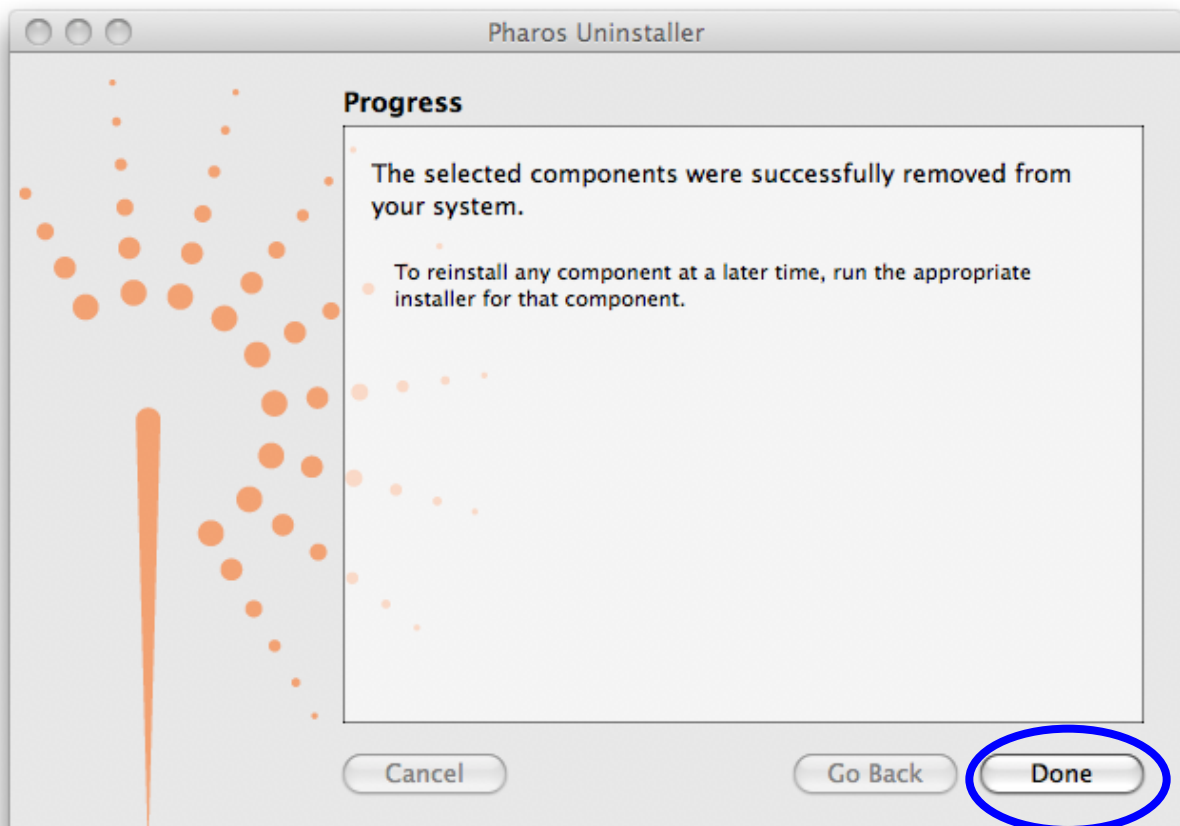 Pharos Uninstaller
Progress
The selected components were successfully removed from
your system.
To reinstall any component at a later time, run the appropriate
installer for that component.
Cancel
Go Back
Done